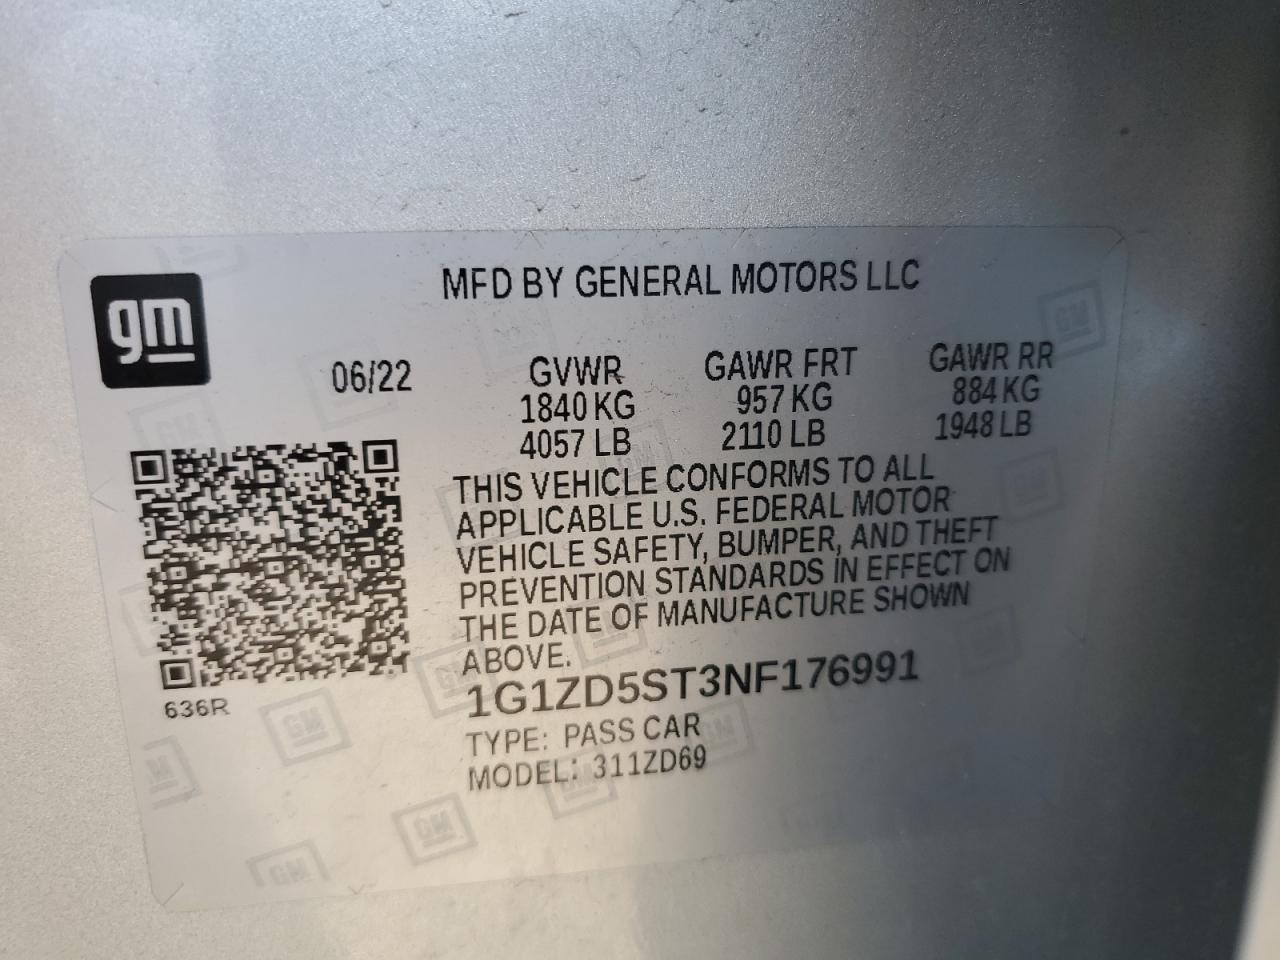 gm
MFD BY GENERAL MOTORS LLC
06/22 GVWR GAWR FRT GAWR RR
1840 KG 957 KG 884 KG
4057 LB 2110 LB 1948 LB
THIS VEHICLE CONFORMS TO ALL
APPLICABLE U.S. FEDERAL MOTOR
VEHICLE SAFETY, BUMPER, AND THEFT
PREVENTION STANDARDS IN EFFECT ON
THE DATE OF MANUFACTURE SHOWN
ABOVE.
636R
1G1ZD5ST3NF176991
TYPE: PASS CAR
MODEL: 311ZD69